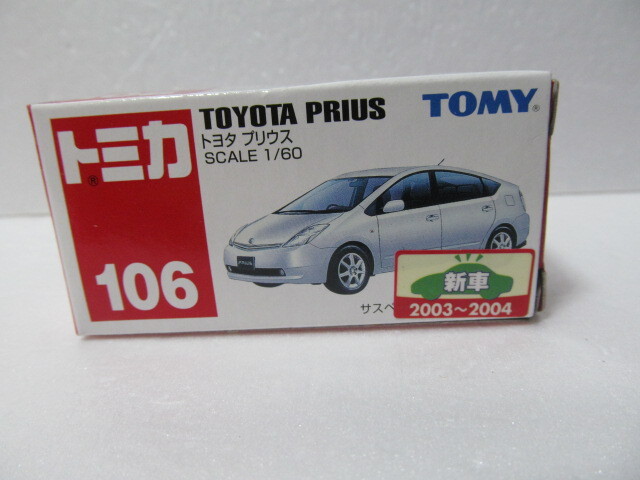 トミカ®
106
TOYOTA PRIUS
トヨタ プリウス
SCALE 1/60
TOMY®
PRIUS
サスペ
新車
2003〜2004